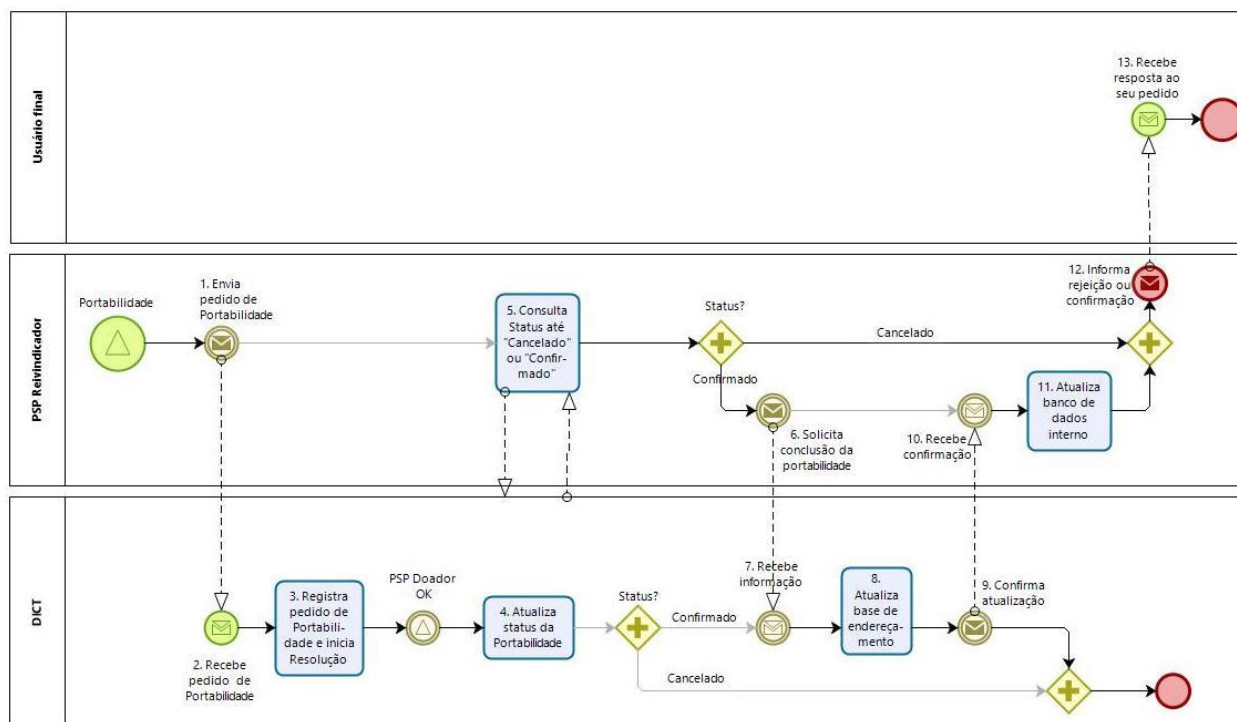 Usuário final
13. Recebe
resposta ao
seu pedido
PSP Reivindicador
Portabilidade
1. Envia
pedido de
Portabilidade
5. Consulta
Status até
"Cancelado"
ou "Confir-
mado"
Status?
Cancelado
Confirmado
6. Solicita
conclusão da
portabilidade
10. Recebe
confirmação
11. Atualiza
banco de
dados
interno
12. Informa
rejeição ou
confirmação
DICT
2. Recebe
pedido de
Portabilidade
3. Registra
pedido de
Portabili-
dade e inicia
Resolução
PSP Doador
OK
4. Atualiza
status da
Portabilidade
Status?
Confirmado
Cancelado
7. Recebe
informação
8.
Atualiza
base de
endereça-
mento
9. Confirma
atualização